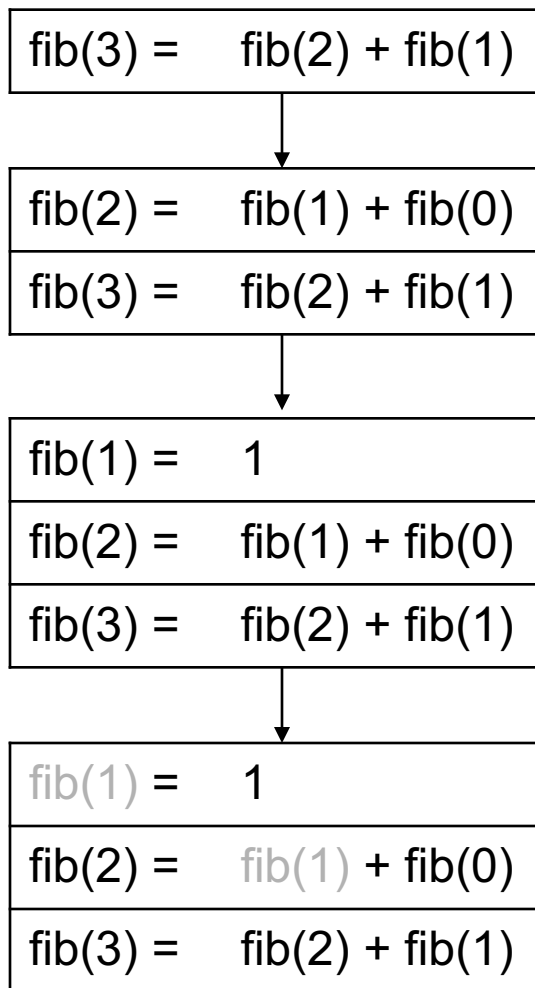 fib(3) = fib(2) + fib(1)
fib(2) = fib(1) + fib(0)
fib(3) = fib(2) + fib(1)
fib(1) = 1
fib(2) = fib(1) + fib(0)
fib(3) = fib(2) + fib(1)
fib(1) = 1
fib(2) = fib(1) + fib(0)
fib(3) = fib(2) + fib(1)